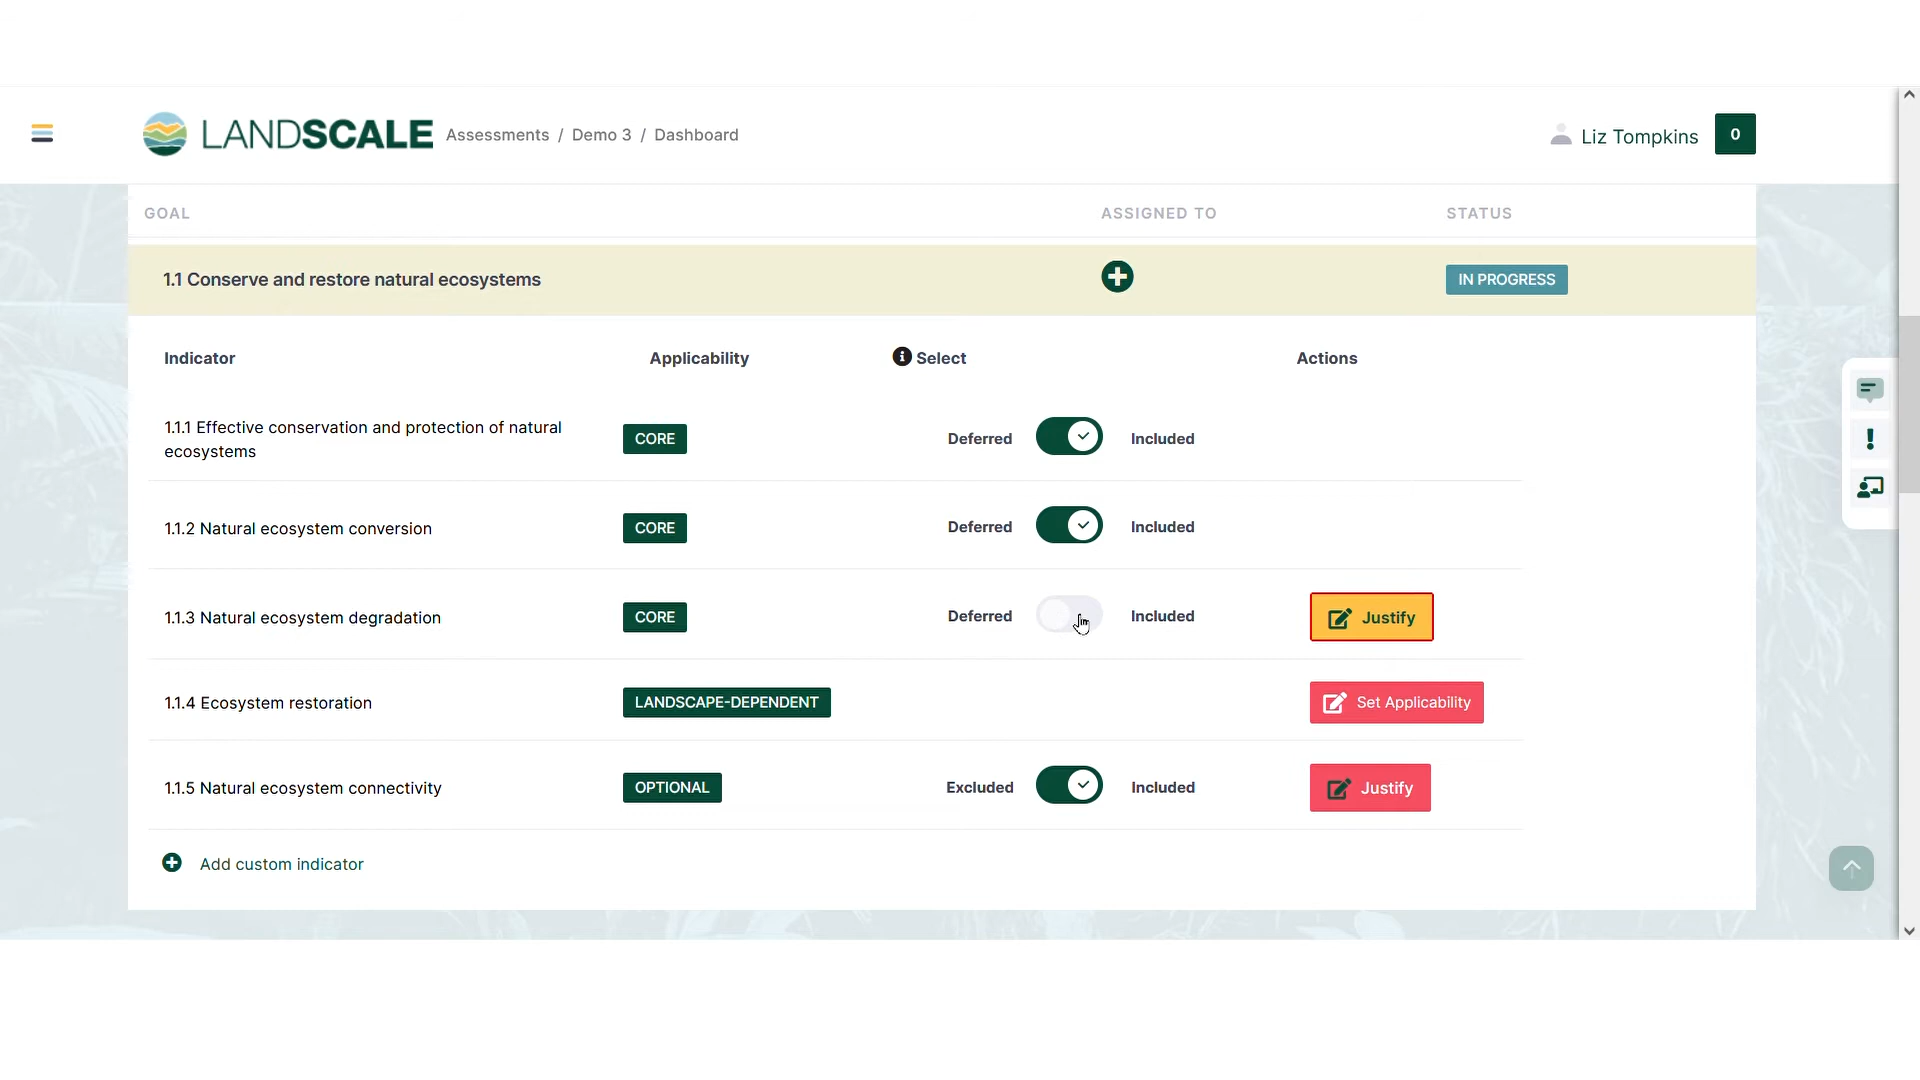 LANDSCALE Assessments / Demo 3 / Dashboard Liz Tompkins 0
GOAL ASSIGNED TO STATUS
1.1 Conserve and restore natural ecosystems IN PROGRESS
Indicator Applicability Select Actions
1.1.1 Effective conservation and protection of natural
ecosystems
CORE Deferred Included
1.1.2 Natural ecosystem conversion CORE Deferred Included
1.1.3 Natural ecosystem degradation CORE Deferred Included Justify
1.1.4 Ecosystem restoration LANDSCAPE-DEPENDENT Set Applicability
1.1.5 Natural ecosystem connectivity OPTIONAL Excluded Included Justify
Add custom indicator